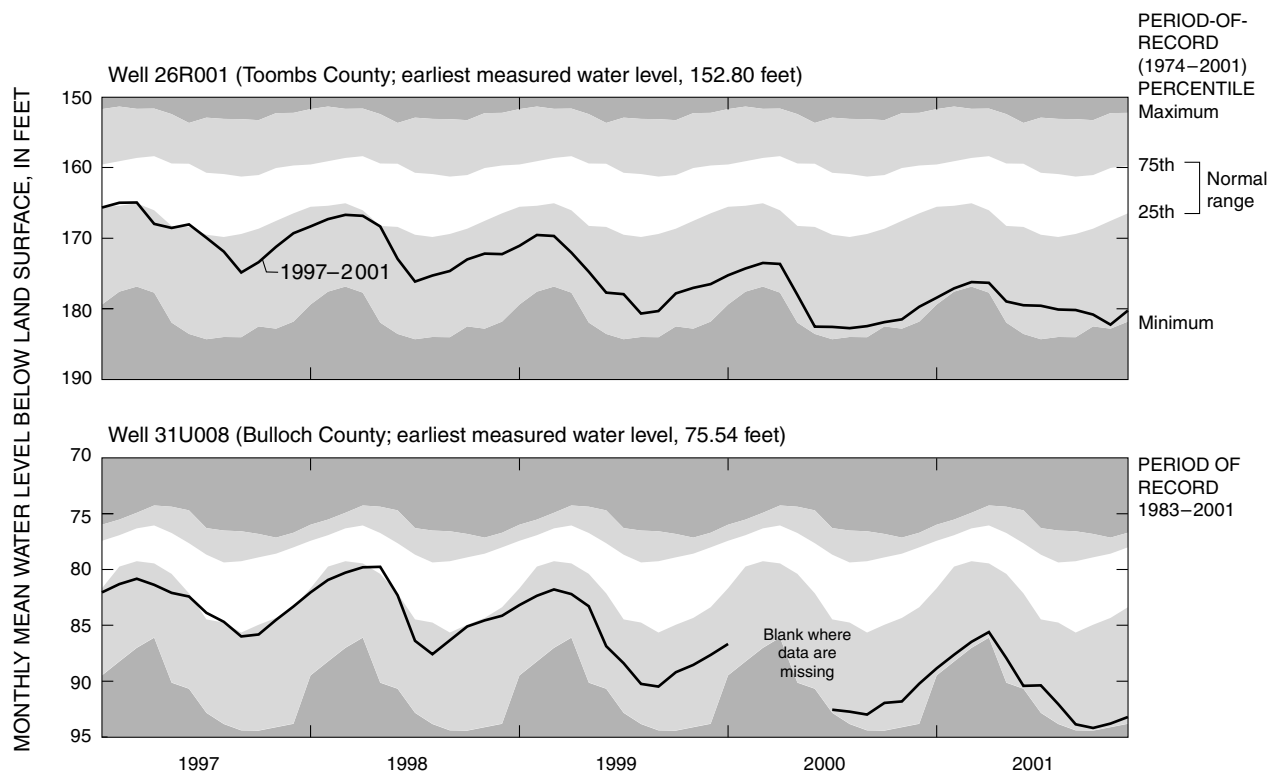 MONTHLY MEAN WATER LEVEL BELOW LAND SURFACE, IN FEET
Well 26R001 (Toombs County; earliest measured water level, 152.80 feet)
PERIOD-OF-
RECORD
(1974–2001)
PERCENTILE
150
160
170
180
190
1997–2001
Maximum
75th
25th
Normal
range
Minimum
Well 31U008 (Bulloch County; earliest measured water level, 75.54 feet)
PERIOD OF
RECORD
1983–2001
70
75
80
85
90
95
Blank where
data are
missing
1997
1998
1999
2000
2001